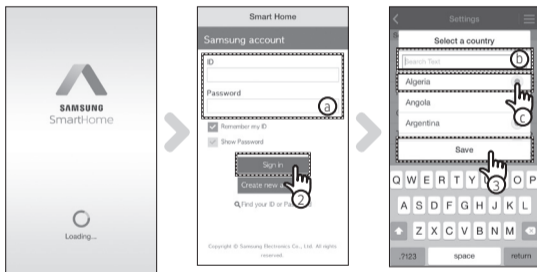 SAMSUNG
SmartHome
Loading...
Smart Home
Samsung account
ID
Password
a
Remember my ID
Show Password
Sign in
Create new a
2
Find your ID or Pa
Copyright © Samsung Electronics Co., Ltd. All rights
reserved.
Settings
Select a country
Search Text
b
Algeria
c
Angola
Argentina
Save
3
Q W E R T Y O P
A S D F G H J K L
Z X C V B N M
.?123 space return